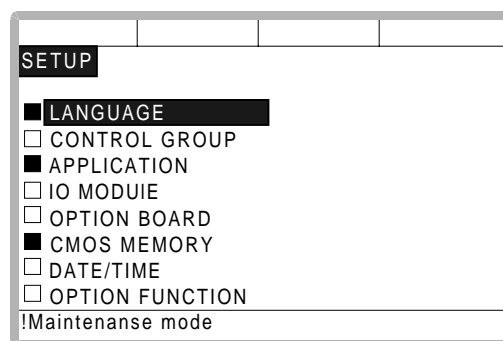 SETUP
LANGUAGE
CONTROL GROUP
APPLICATION
IO MODUIE
OPTION BOARD
CMOS MEMORY
DATE/TIME
OPTION FUNCTION
!Maintenanse mode